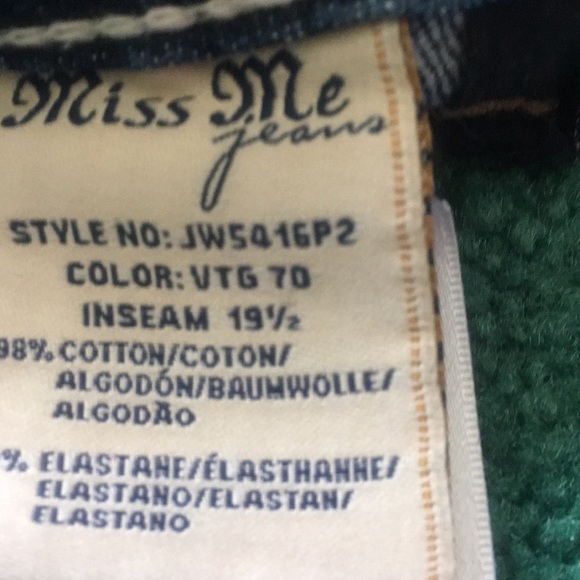 Miss Me
jeans
STYLE NO: JW5416P2
COLOR: VTG 70
INSEAM 19½
98% COTTON/COTON/
ALGODÓN/BAUMWOLLE/
ALGODÃO
% ELASTANE/ÉLASTHANNE/
ELASTANO/ELASTAN/
ELASTANO